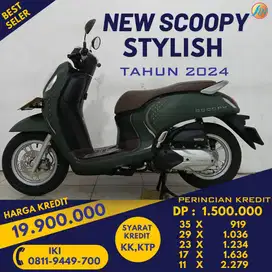 BEST
SELER
NEW SCOOPY
STYLISH
TAHUN 2024
SCOOPY
HARGA KREDIT
19.900.000
IKI
0811-9449-700
SYARAT
KREDIT
KK,KTP
PERINCIAN KREDIT
DP : 1.500.000
35 X 919
29 X 1.036
23 X 1.234
17 X 1.636
11 X 2.279